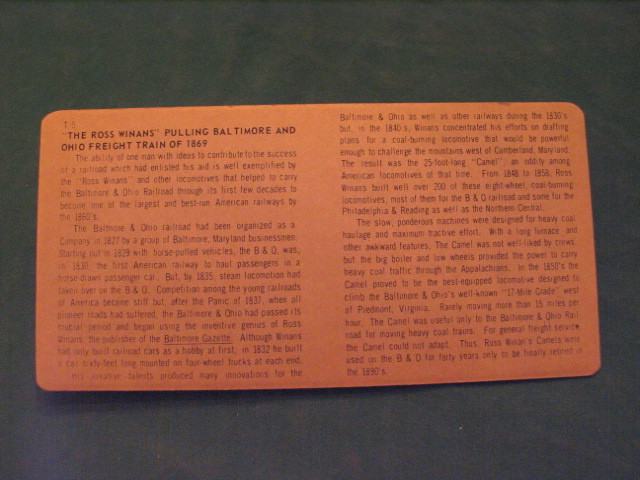 T 5
"THE ROSS WINANS" PULLING BALTIMORE AND
OHIO FREIGHT TRAIN OF 1869
The ability of one man with ideas to contribute to the success
of a railroad which had enlisted his aid is well exemplified by
the "Ross Winans" and other locomotives that helped to carry
the Baltimore & Ohio Railroad through its first few decades to
become one of the largest and best-run American railways by
the 1860's.
The Baltimore & Ohio railroad had been organized as a
Company in 1827 by a group of Baltimore, Maryland businessmen.
Starting out in 1829 with horse-pulled vehicles, the B & O, was,
in 1830, the first American railway to haul passengers in a
horse-drawn passenger car. But, by 1835, steam locomotion had
taken over on the B & O. Competition among the young railroads
of America became stiff but, after the Panic of 1837, when all
pioneer roads had suffered, the Baltimore & Ohio had passed its
crucial period and began using the inventive genius of Ross
Winans, the publisher of the Baltimore Gazette. Although Winans
had only built railroad cars as a hobby at first, in 1832 he built
a car sixty-feet long mounted on four-wheel trucks at each end.
His creative talents produced many innovations for the
Baltimore & Ohio as well as other railways during the 1830's
but, in the 1840-s, Winans concentrated his efforts on drafting
plans for a coal-burning locomotive that would be powerful
enough to challenge the mountains west of Cumberland, Maryland.
The result was the 25-foot-long "Camel", an oddity among
American locomotives of that time. From 1848 to 1858, Ross
Winans built well over 200 of these eight-wheel, coal-burning
locomotives, most of them for the B & O railroad and some for the
Philadelphia & Reading as well as the Northern Central.
The slow, ponderous machines were designed for heavy coal
haulage and maximum tractive effort. With a long furnace and
other awkward features, The Camel was not well-liked by crews,
but the big boiler and low wheels provided the power to carry
heavy coal traffic through the Appalachians. In the 1850's the
Camel proved to be the best-equipped locomotive designed to
climb the Baltimore & Ohio's well-known "17-Mile Grade" west
of Piedmont, Virginia. Rarely moving more than 15 miles per
hour, The Camel was useful only to the Baltimore & Ohio Rail
road for moving heavy coal trains. For general freight service,
the Camel could not adapt. Thus, Ross Winan's Camels were
used on the B & O for forty years only to be finally retired in
the 1890's.